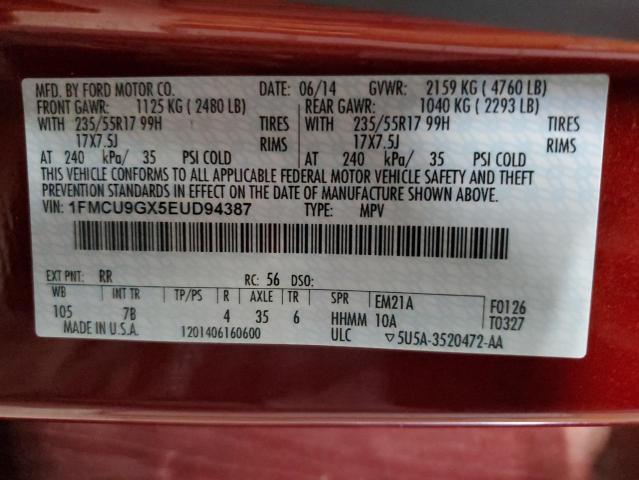 MFD. BY FORD MOTOR CO. DATE: 06/14 GVWR: 2159 KG ( 4760 LB)
FRONT GAWR: 1125 KG ( 2480 LB) REAR GAWR: 1040 KG ( 2293 LB)
WITH 235/55R17 99H TIRES WITH 235/55R17 99H TIRES
17X7.5J RIMS 17X7.5J RIMS
AT 240 kPa/ 35 PSI COLD AT 240 kPa/ 35 PSI COLD
THIS VEHICLE CONFORMS TO ALL APPLICABLE FEDERAL MOTOR VEHICLE SAFETY AND THEFT
PREVENTION STANDARDS IN EFFECT ON THE DATE OF MANUFACTURE SHOWN ABOVE.
VIN: 1FMCU9GX5EUD94387 TYPE: MPV
EXT PNT: RR RC: 56 DSO:
WB INT TR TP/PS R AXLE TR SPR EM21A F0126
105 7B 4 35 6 HHMM 10A T0327
MADE IN U.S.A. 1201406160600 ULC ▽5U5A-3520472-AA